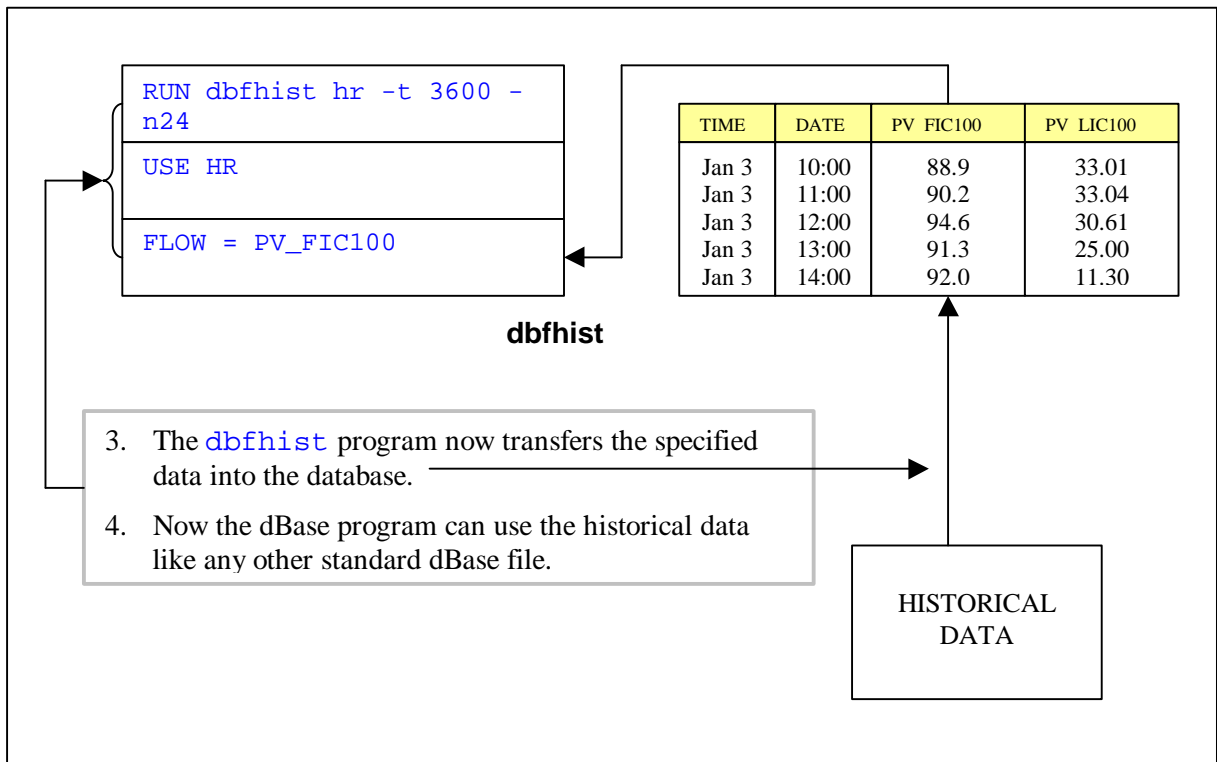 RUN dbfhist hr -t 3600 -
n24
USE HR
FLOW = PV_FIC100
TIME DATE PV FIC100 PV LIC100
Jan 3 10:00 88.9 33.01
Jan 3 11:00 90.2 33.04
Jan 3 12:00 94.6 30.61
Jan 3 13:00 91.3 25.00
Jan 3 14:00 92.0 11.30
dbfhist
3. The dbfhist program now transfers the specified
data into the database.
4. Now the dBase program can use the historical data
like any other standard dBase file.
HISTORICAL
DATA